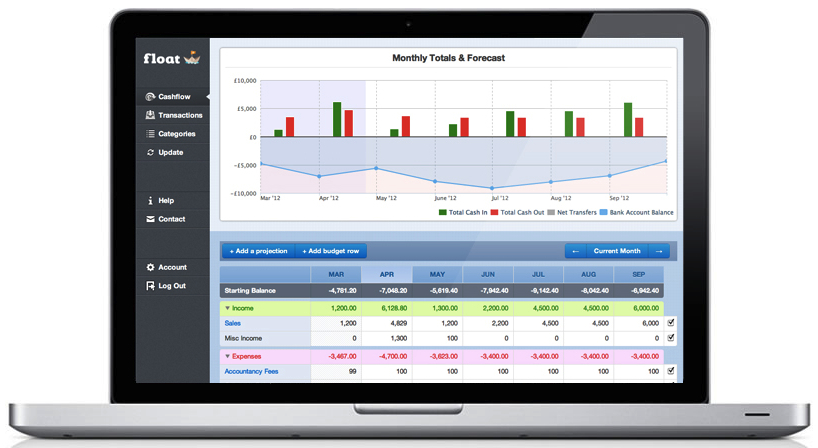 float
Cashflow
Transactions
Categories
Update
Help
Contact
Account
Log Out
Monthly Totals & Forecast
£10,000
£5,000
£0
–£5,000
–£10,000
Mar '12 Apr '12 May '12 June '12 Jul '12 Aug '12 Sep '12
Total Cash In Total Cash Out Net Transfers Bank Account Balance
+ Add a projection + Add budget row ← Current Month →
MAR APR MAY JUN JUL AUG SEP
Starting Balance -4,781.20 -7,048.20 -5,619.40 -7,942.40 -9,142.40 -8,042.40 -6,942.40
▼ Income 1,200.00 6,128.80 1,300.00 2,200.00 4,500.00 4,500.00 6,000.00
Sales 1,200 4,829 1,200 2,200 4,500 4,500 6,000
Misc Income 0 1,300 100 0 0 0 0
▼ Expenses -3,467.00 -4,700.00 -3,623.00 -3,400.00 -3,400.00 -3,400.00 -3,400.00
Accountancy Fees 99 100 100 100 100 100 100